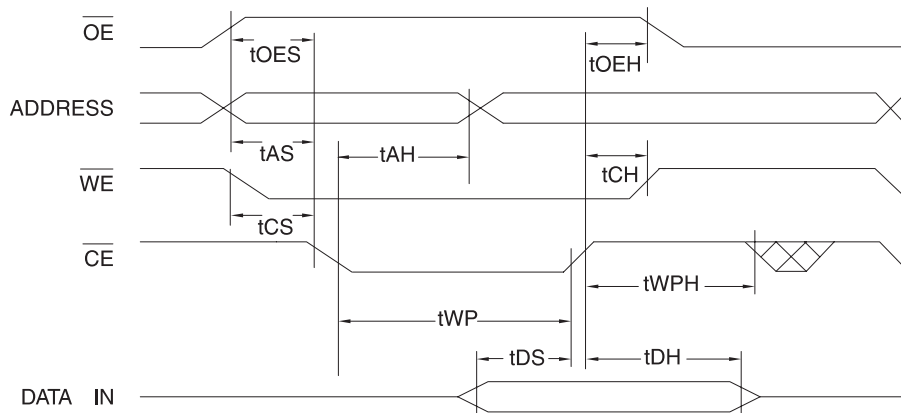 OE
tOES
tOEH
ADDRESS
tAS
tAH
WE
tCH
tCS
CE
tWPH
tWP
tDS
tDH
DATA IN